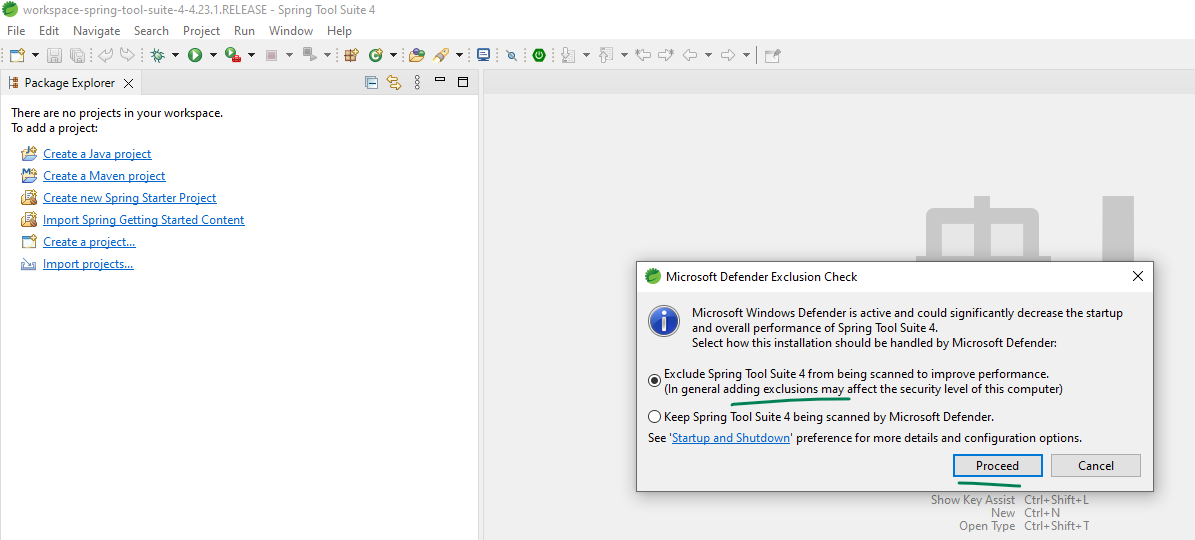 workspace-spring-tool-suite-4-4.23.1.RELEASE - Spring Tool Suite 4
File Edit Navigate Search Project Run Window Help
Package Explorer
There are no projects in your workspace.
To add a project:
Create a Java project
Create a Maven project
Create new Spring Starter Project
Import Spring Getting Started Content
Create a project...
Import projects...
Microsoft Defender Exclusion Check
Microsoft Windows Defender is active and could significantly decrease the startup
and overall performance of Spring Tool Suite 4.
Select how this installation should be handled by Microsoft Defender:
Exclude Spring Tool Suite 4 from being scanned to improve performance.
(In general adding exclusions may affect the security level of this computer)
Keep Spring Tool Suite 4 being scanned by Microsoft Defender.
See 'Startup and Shutdown' preference for more details and configuration options.
Proceed Cancel
Show Key Assist Ctrl+Shift+L
New Ctrl+N
Open Type Ctrl+Shift+T